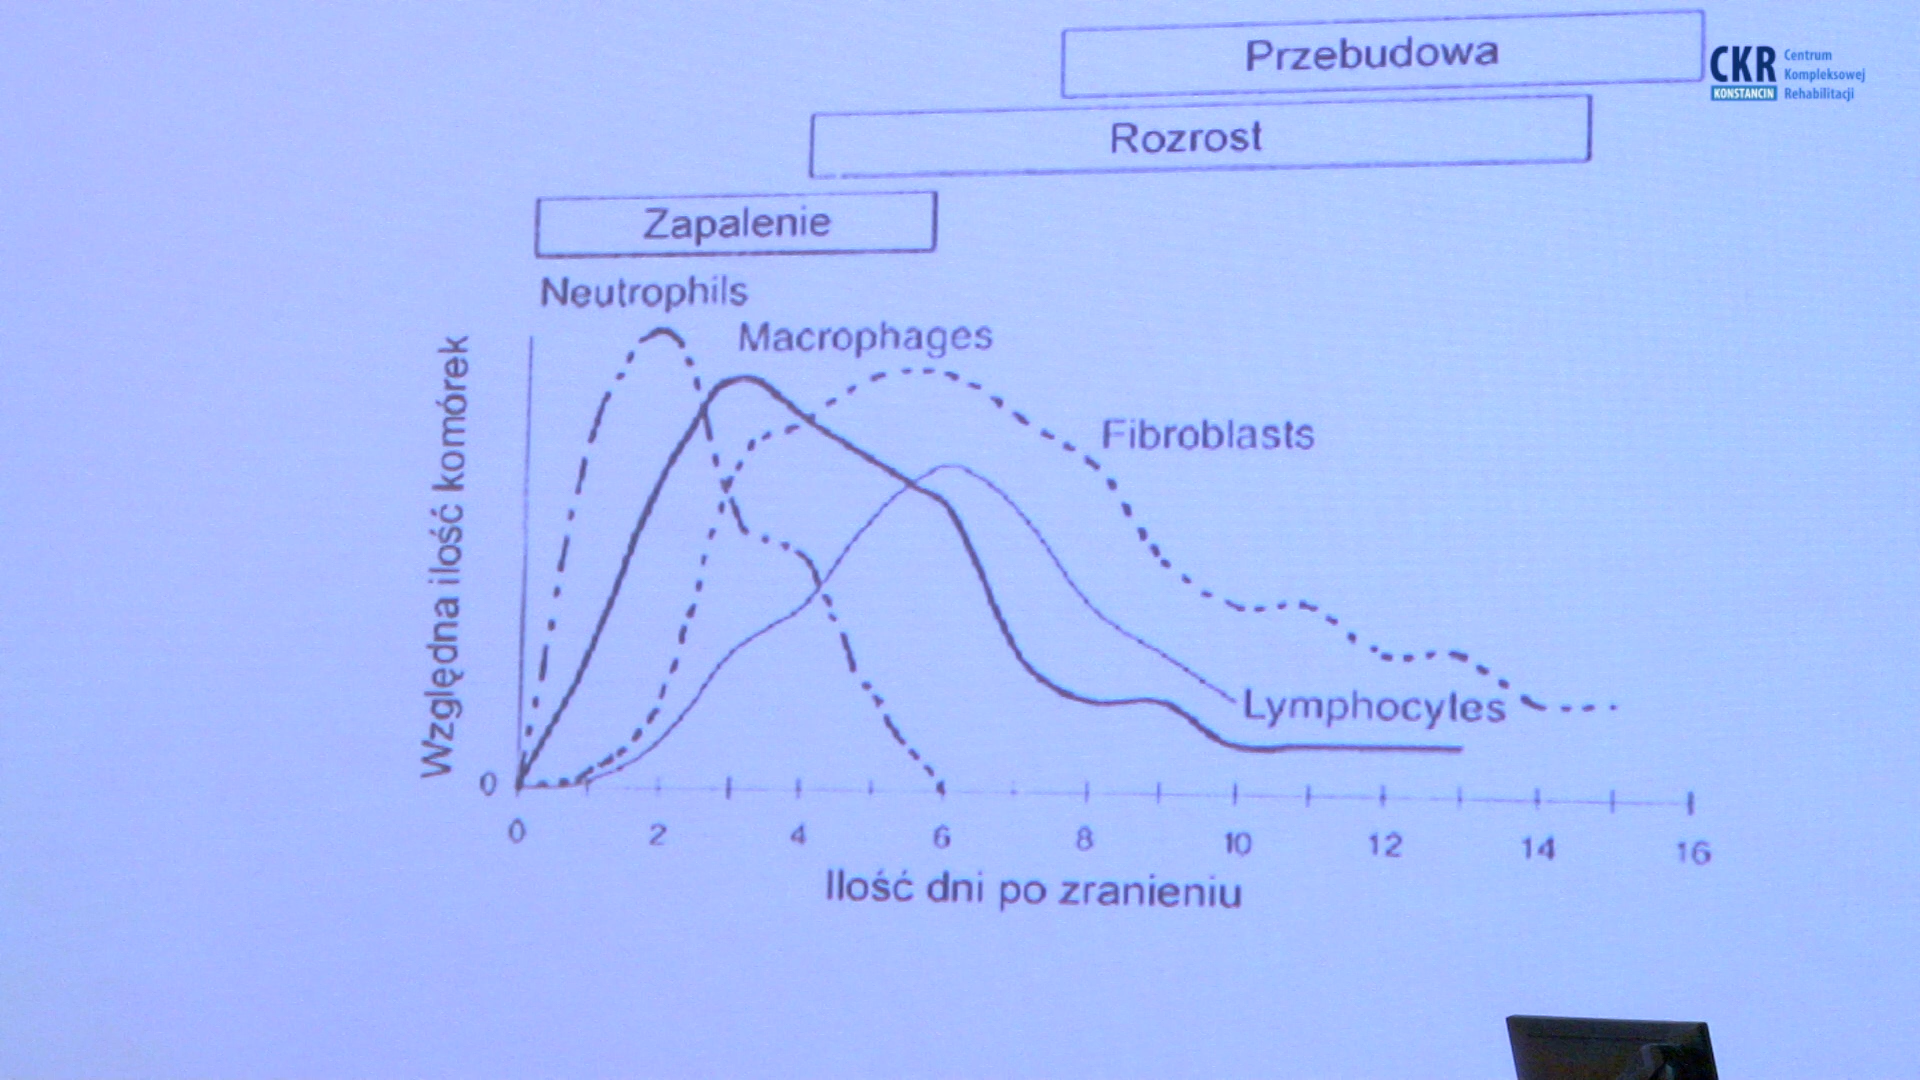 Przebudowa
CKR
KONSTANCIN
Centrum
Kompleksowej
Rehabilitacji
Rozrost
Zapalenie
Neutrophils
Macrophages
Fibroblasts
Lymphocytes
Względna ilość komórek
0
0 2 4 6 8 10 12 14 16
Ilość dni po zranieniu